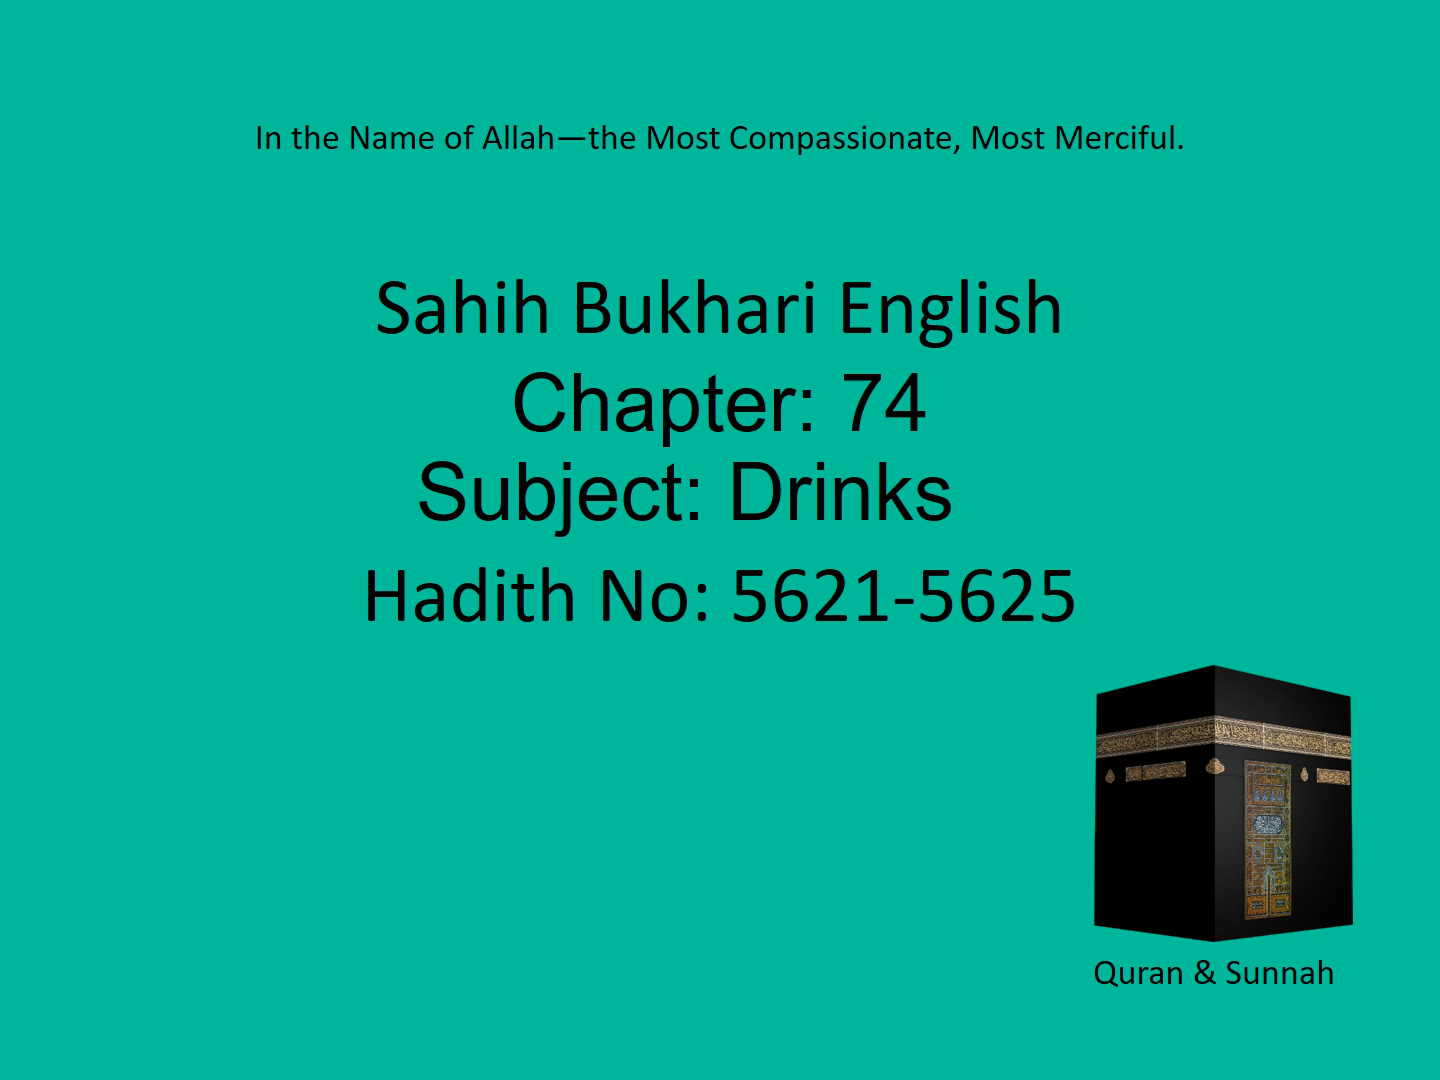 In the Name of Allah—the Most Compassionate, Most Merciful.
Sahih Bukhari English
Chapter: 74
Subject: Drinks
Hadith No: 5621-5625
Quran & Sunnah